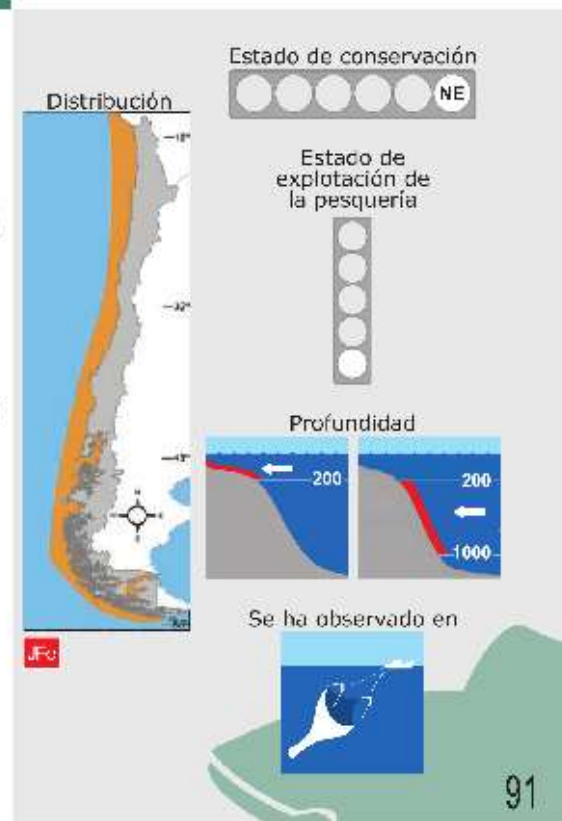 Estado de conservación
NE
Distribución
Estado de
explotación de
la pesquería
Profundidad
200
200
1000
Se ha observado en
91